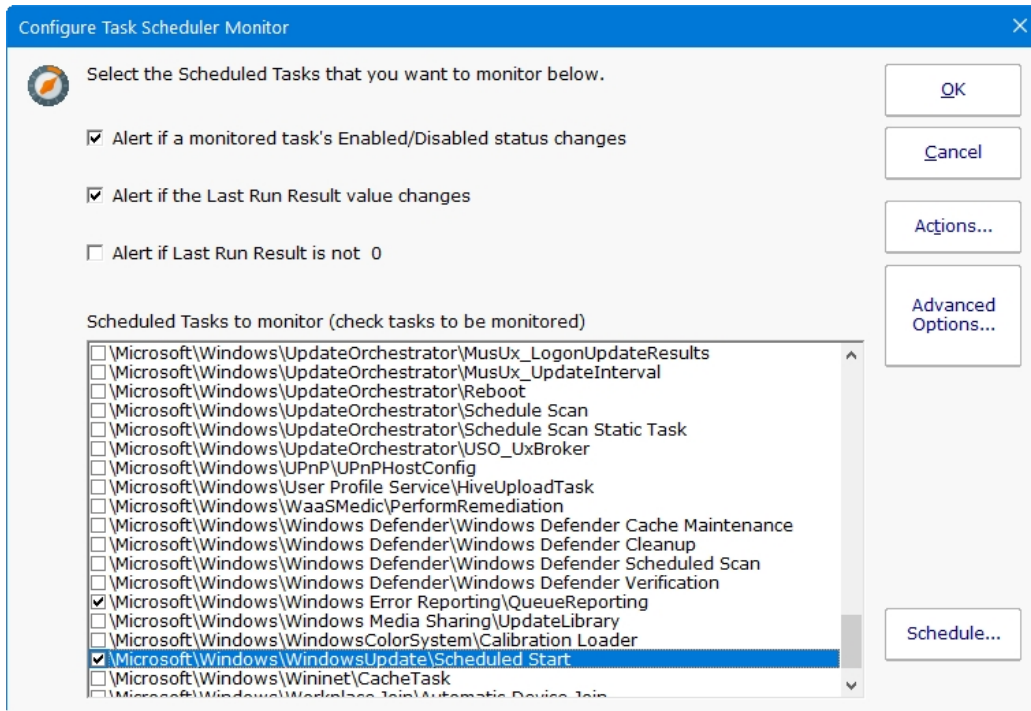 Configure Task Scheduler Monitor
Select the Scheduled Tasks that you want to monitor below.
OK
Alert if a monitored task's Enabled/Disabled status changes
Cancel
Alert if the Last Run Result value changes
Actions...
Alert if Last Run Result is not 0
Advanced
Options...
Scheduled Tasks to monitor (check tasks to be monitored)
\Microsoft\Windows\UpdateOrchestrator\MusUx_LogonUpdateResults
\Microsoft\Windows\UpdateOrchestrator\MusUx_UpdateInterval
\Microsoft\Windows\UpdateOrchestrator\Reboot
\Microsoft\Windows\UpdateOrchestrator\Schedule Scan
\Microsoft\Windows\UpdateOrchestrator\Schedule Scan Static Task
\Microsoft\Windows\UpdateOrchestrator\USO_UxBroker
\Microsoft\Windows\UPnP\UPnPHostConfig
\Microsoft\Windows\User Profile Service\HiveUploadTask
\Microsoft\Windows\WaaSMedic\PerformRemediation
\Microsoft\Windows\Windows Defender\Windows Defender Cache Maintenance
\Microsoft\Windows\Windows Defender\Windows Defender Cleanup
\Microsoft\Windows\Windows Defender\Windows Defender Scheduled Scan
\Microsoft\Windows\Windows Defender\Windows Defender Verification
\Microsoft\Windows\Windows Error Reporting\QueueReporting
\Microsoft\Windows\Windows Media Sharing\UpdateLibrary
\Microsoft\Windows\WindowsColorSystem\Calibration Loader
Schedule...
\Microsoft\Windows\WindowsUpdate\Scheduled Start
\Microsoft\Windows\Wininet\CacheTask
\Microsoft\Windows\Workplace Join\Automatic-Device-Join